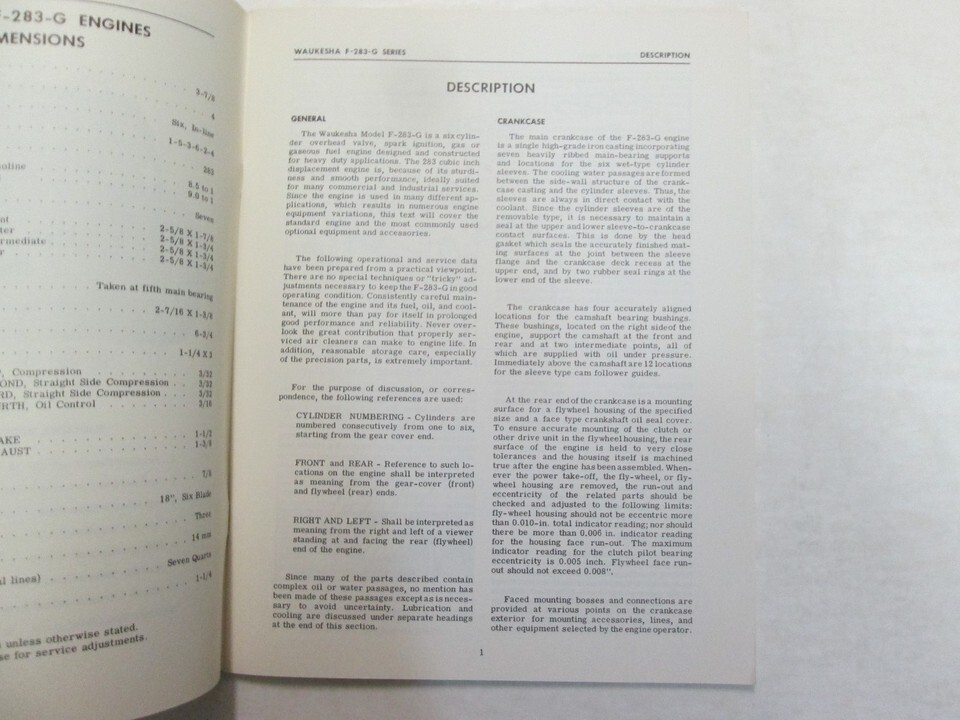 F-283-G ENGINES
MENSIONS
3-7/8
4
Six, In-line
1-5-3-6-2-4
soline
283
8.5 to 1
9.0 to 1
Seven
2-5/8 X 1-7/8
rmediate
2-5/8 X 1-3/4
2-5/8 X 1-3/4
2-5/8 X 1-3/4
Taken at fifth main bearing
2-7/16 X 1-3/8
6-3/4
1-1/4 X 1
, Compression 3/32
OND, Straight Side Compression 3/32
RD, Straight Side Compression 3/32
RTH, Oil Control 3/16
AKE 1-1/2
HAUST 1-3/8
7/8
18", Six Blade
Three
14 mm
Seven Quarts
al lines)
1-1/4
unless otherwise stated.
se for service adjustments.
WAUKESHA F-283-G SERIES
DESCRIPTION
DESCRIPTION
GENERAL
The Waukesha Model F-283-G is a six cylin-
der overhead valve, spark ignition, gas or
gaseous fuel engine designed and constructed
for heavy duty applications. The 283 cubic inch
displacement engine is, because of its sturdi-
ness and smooth performance, ideally suited
for many commercial and industrial services.
Since the engine is used in many different ap-
plications, which results in numerous engine
equipment variations, this text will cover the
standard engine and the most commonly used
optional equipment and accessories.
The following operational and service data
have been prepared from a practical viewpoint.
There are no special techniques or "tricky" ad-
justments necessary to keep the F-283-G in good
operating condition. Consistently careful main-
tenance of the engine and its fuel, oil, and cool-
ant, will more than pay for itself in prolonged
good performance and reliability. Never over-
look the great contribution that properly ser-
viced air cleaners can make to engine life. In
addition, reasonable storage care, especially
of the precision parts, is extremely important.
For the purpose of discussion, or corres-
pondence, the following references are used:
CYLINDER NUMBERING - Cylinders are
numbered consecutively from one to six,
starting from the gear cover end.
FRONT and REAR - Reference to such lo-
cations on the engine shall be interpreted
as meaning from the gear-cover (front)
and flywheel (rear) ends.
RIGHT AND LEFT - Shall be interpreted as
meaning from the right and left of a viewer
standing at and facing the rear (flywheel)
end of the engine.
Since many of the parts described contain
complex oil or water passages, no mention has
been made of these passages except as is neces-
sary to avoid uncertainty. Lubrication and
cooling are discussed under separate headings
at the end of this section.
CRANKCASE
The main crankcase of the F-283-G engine
is a single high-grade iron casting incorporating
seven heavily ribbed main-bearing supports
and locations for the six wet-type cylinder
sleeves. The cooling water passages are formed
between the side-wall structure of the crank-
case casting and the cylinder sleeves. Thus, the
sleeves are always in direct contact with the
coolant. Since the cylinder sleeves are of the
removable type, it is necessary to maintain a
seal at the upper and lower sleeve-to-crankcase
contact surfaces. This is done by the head
gasket which seals the accurately finished mat-
ing surfaces at the joint between the sleeve
flange and the crankcase deck recess at the
upper end, and by two rubber seal rings at the
lower end of the sleeve.
The crankcase has four accurately aligned
locations for the camshaft bearing bushings.
These bushings, located on the right side of the
engine, support the camshaft at the front and
rear and at two intermediate points, all of
which are supplied with oil under pressure.
Immediately above the camshaft are 12 locations
for the sleeve type cam follower guides.
At the rear end of the crankcase is a mounting
surface for a flywheel housing of the specified
size and a face type crankshaft oil seal cover.
To ensure accurate mounting of the clutch or
other drive unit in the flywheel housing, the rear
surface of the engine is held to very close
tolerances and the housing itself is machined
true after the engine has been assembled. When-
ever the power take-off, the fly-wheel, or fly-
wheel housing are removed, the run-out and
eccentricity of the related parts should be
checked and adjusted to the following limits:
fly-wheel housing should not be eccentric more
than 0.010-in. total indicator reading; nor should
there be more than 0.006 in. indicator reading
for the housing face run-out. The maximum
indicator reading for the clutch pilot bearing
eccentricity is 0.005 inch. Flywheel face run-
out should not exceed 0.008".
Faced mounting bosses and connections are
provided at various points on the crankcase
exterior for mounting accessories, lines, and
other equipment selected by the engine operator.
1